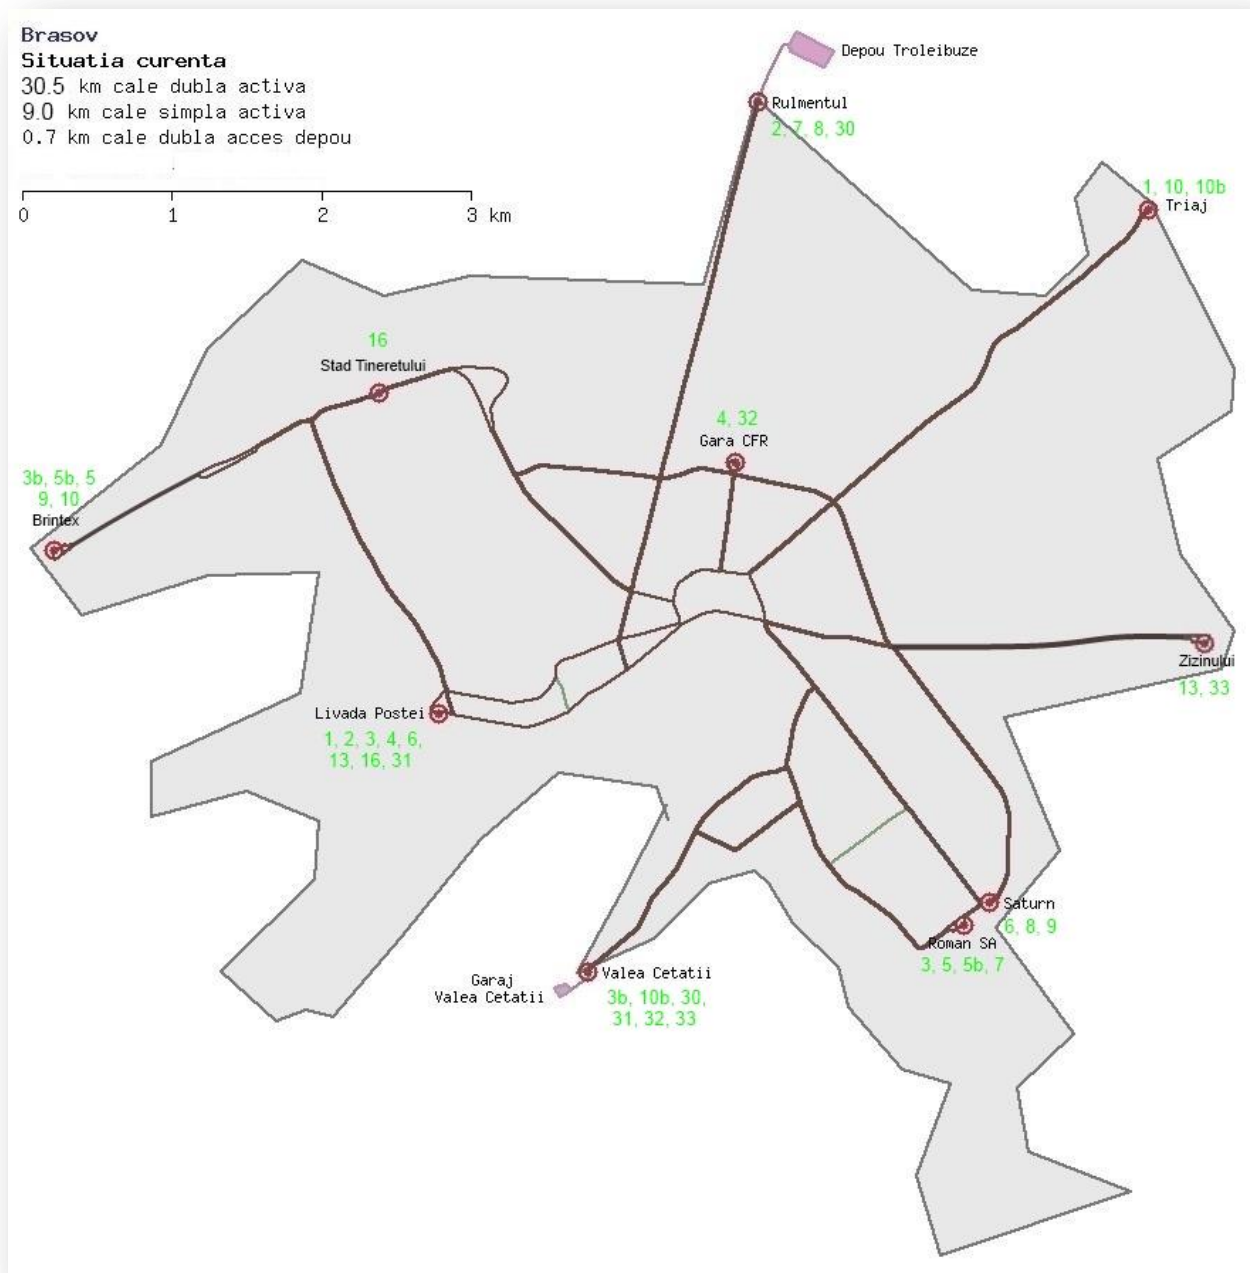 Brasov
Situatia curenta
30.5 km cale dubla activa
9.0 km cale simpla activa
0.7 km cale dubla acces depou
0 1 2 3 km
Depou Troleibuze
Rulmentul
2, 7, 8, 30
1, 10, 10b
Triaj
16
Stad Tineretului
4, 32
Gara CFR
3b, 5b, 5
9, 10
Brintex
Zizinului
13, 33
Livada Postei
1, 2, 3, 4, 6,
13, 16, 31
Saturn
6, 8, 9
Roman SA
3, 5, 5b, 7
Garaj
Valea Cetatii
Valea Cetatii
3b, 10b, 30,
31, 32, 33